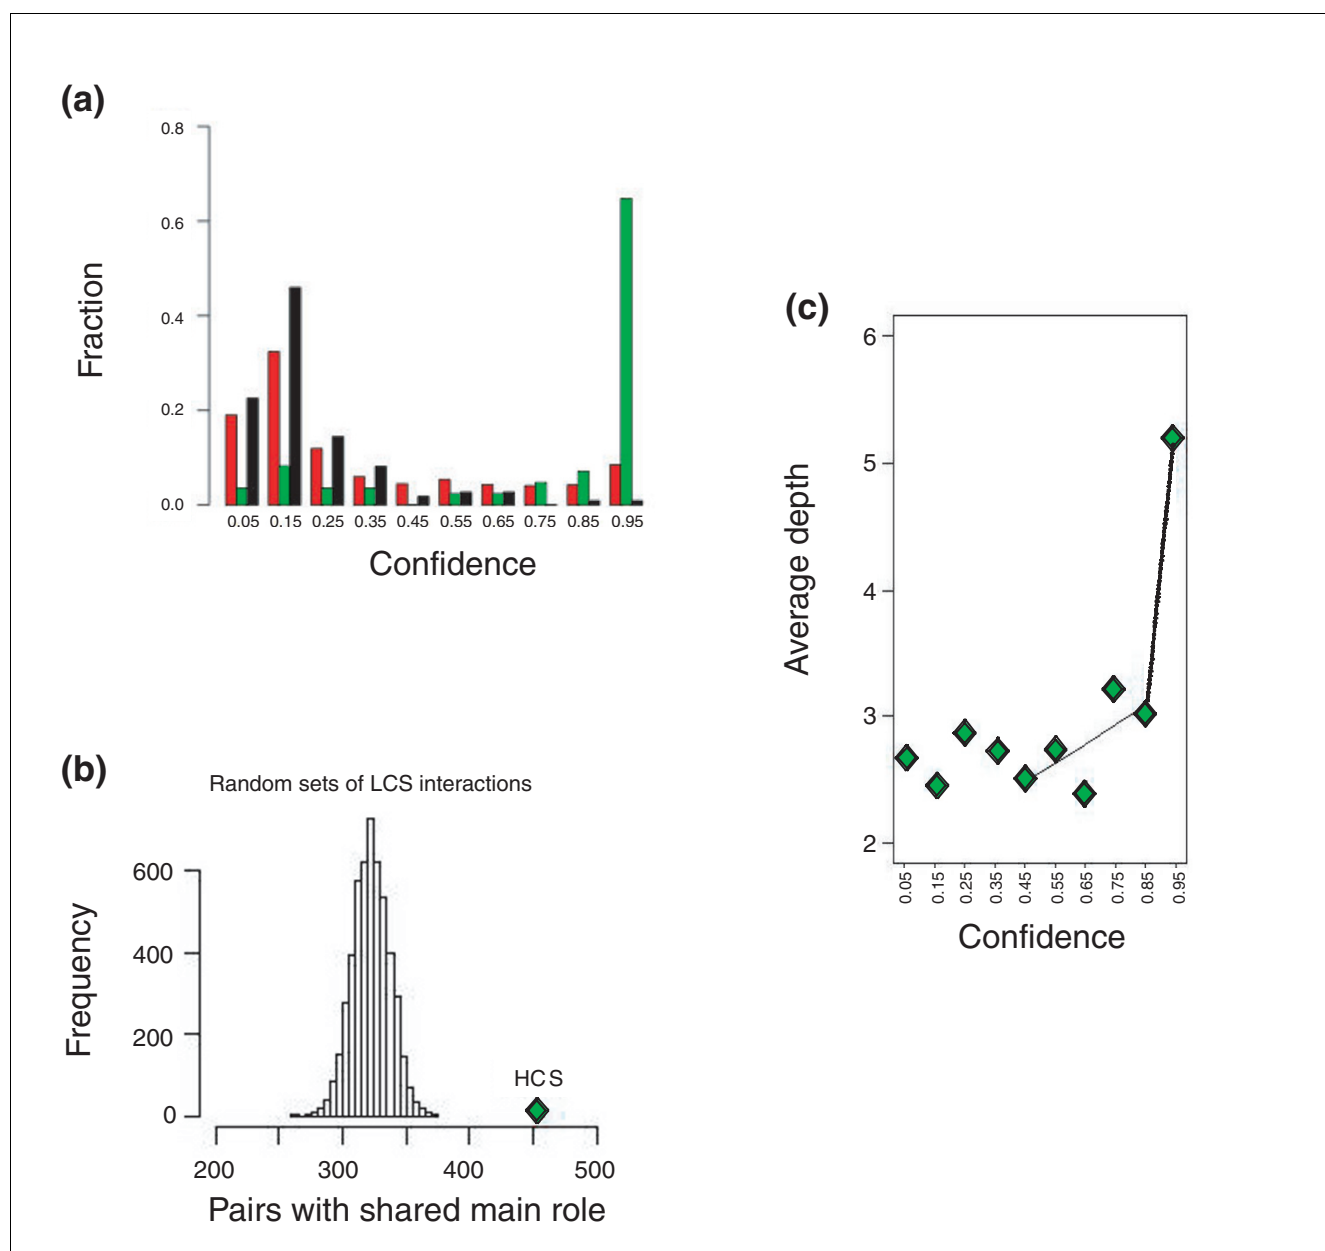 (a)
0.8
0.6
0.4
0.2
0.0
Fraction
0.05 0.15 0.25 0.35 0.45 0.55 0.65 0.75 0.85 0.95
Confidence
(b)
Random sets of LCS interactions
600
400
200
0
Frequency
HCS
200 300 400 500
Pairs with shared main role
(c)
6
5
4
3
2
Average depth
0.05 0.15 0.25 0.35 0.45 0.55 0.65 0.75 0.85 0.95
Confidence